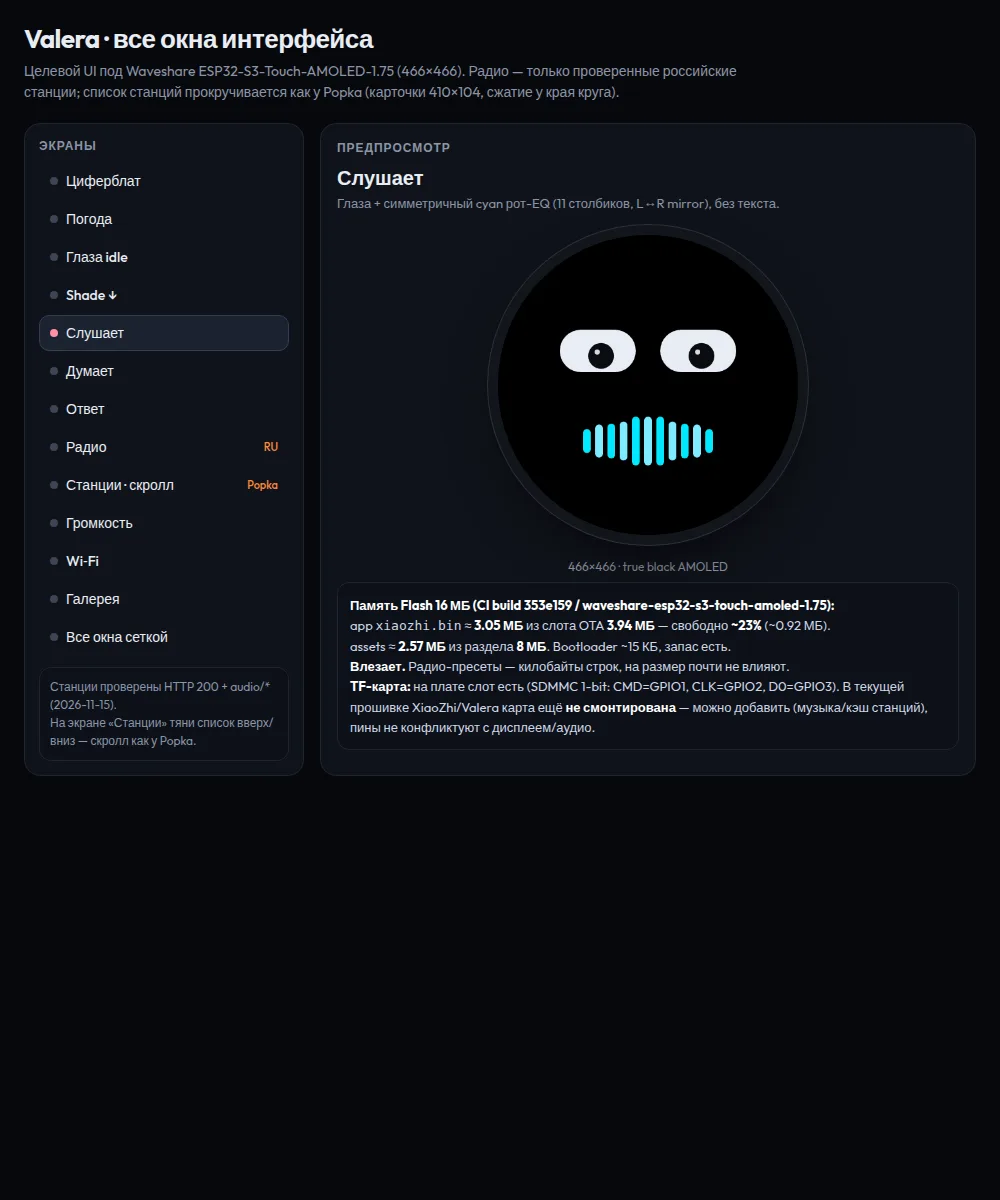 Valera · все окна интерфейса
Целевой UI под Waveshare ESP32-S3-Touch-AMOLED-1.75 (466×466). Радио — только проверенные российские
станции; список станций прокручивается как у Popka (карточки 410×104, сжатие у края круга).
ЭКРАНЫ
Циферблат
Погода
Глаза idle
Shade ↓
Слушает
Думает
Ответ
Радио RU
Станции · скролл Popka
Громкость
Wi-Fi
Галерея
Все окна сеткой
Станции проверены HTTP 200 + audio/*
(2026-11-15).
На экране «Станции» тяни список вверх/
вниз — скролл как у Popka.
ПРЕДПРОСМОТР
Слушает
Глаза + симметричный cyan рот-EQ (11 столбиков, L↔R mirror), без текста.
466×466 · true black AMOLED
Память Flash 16 МБ (CI build 353e159 / waveshare-esp32-s3-touch-amoled-1.75):
app xiaozhi.bin ≈ 3.05 МБ из слота OTA 3.94 МБ — свободно ~23% (~0.92 МБ).
assets ≈ 2.57 МБ из раздела 8 МБ. Bootloader ~15 КБ, запас есть.
Влезает. Радио-пресеты — килобайты строк, на размер почти не влияют.
TF-карта: на плате слот есть (SDMMC 1-bit: CMD=GPIO1, CLK=GPIO2, D0=GPIO3). В текущей
прошивке XiaoZhi/Valera карта ещё не смонтирована — можно добавить (музыка/кэш станций),
пины не конфликтуют с дисплеем/аудио.